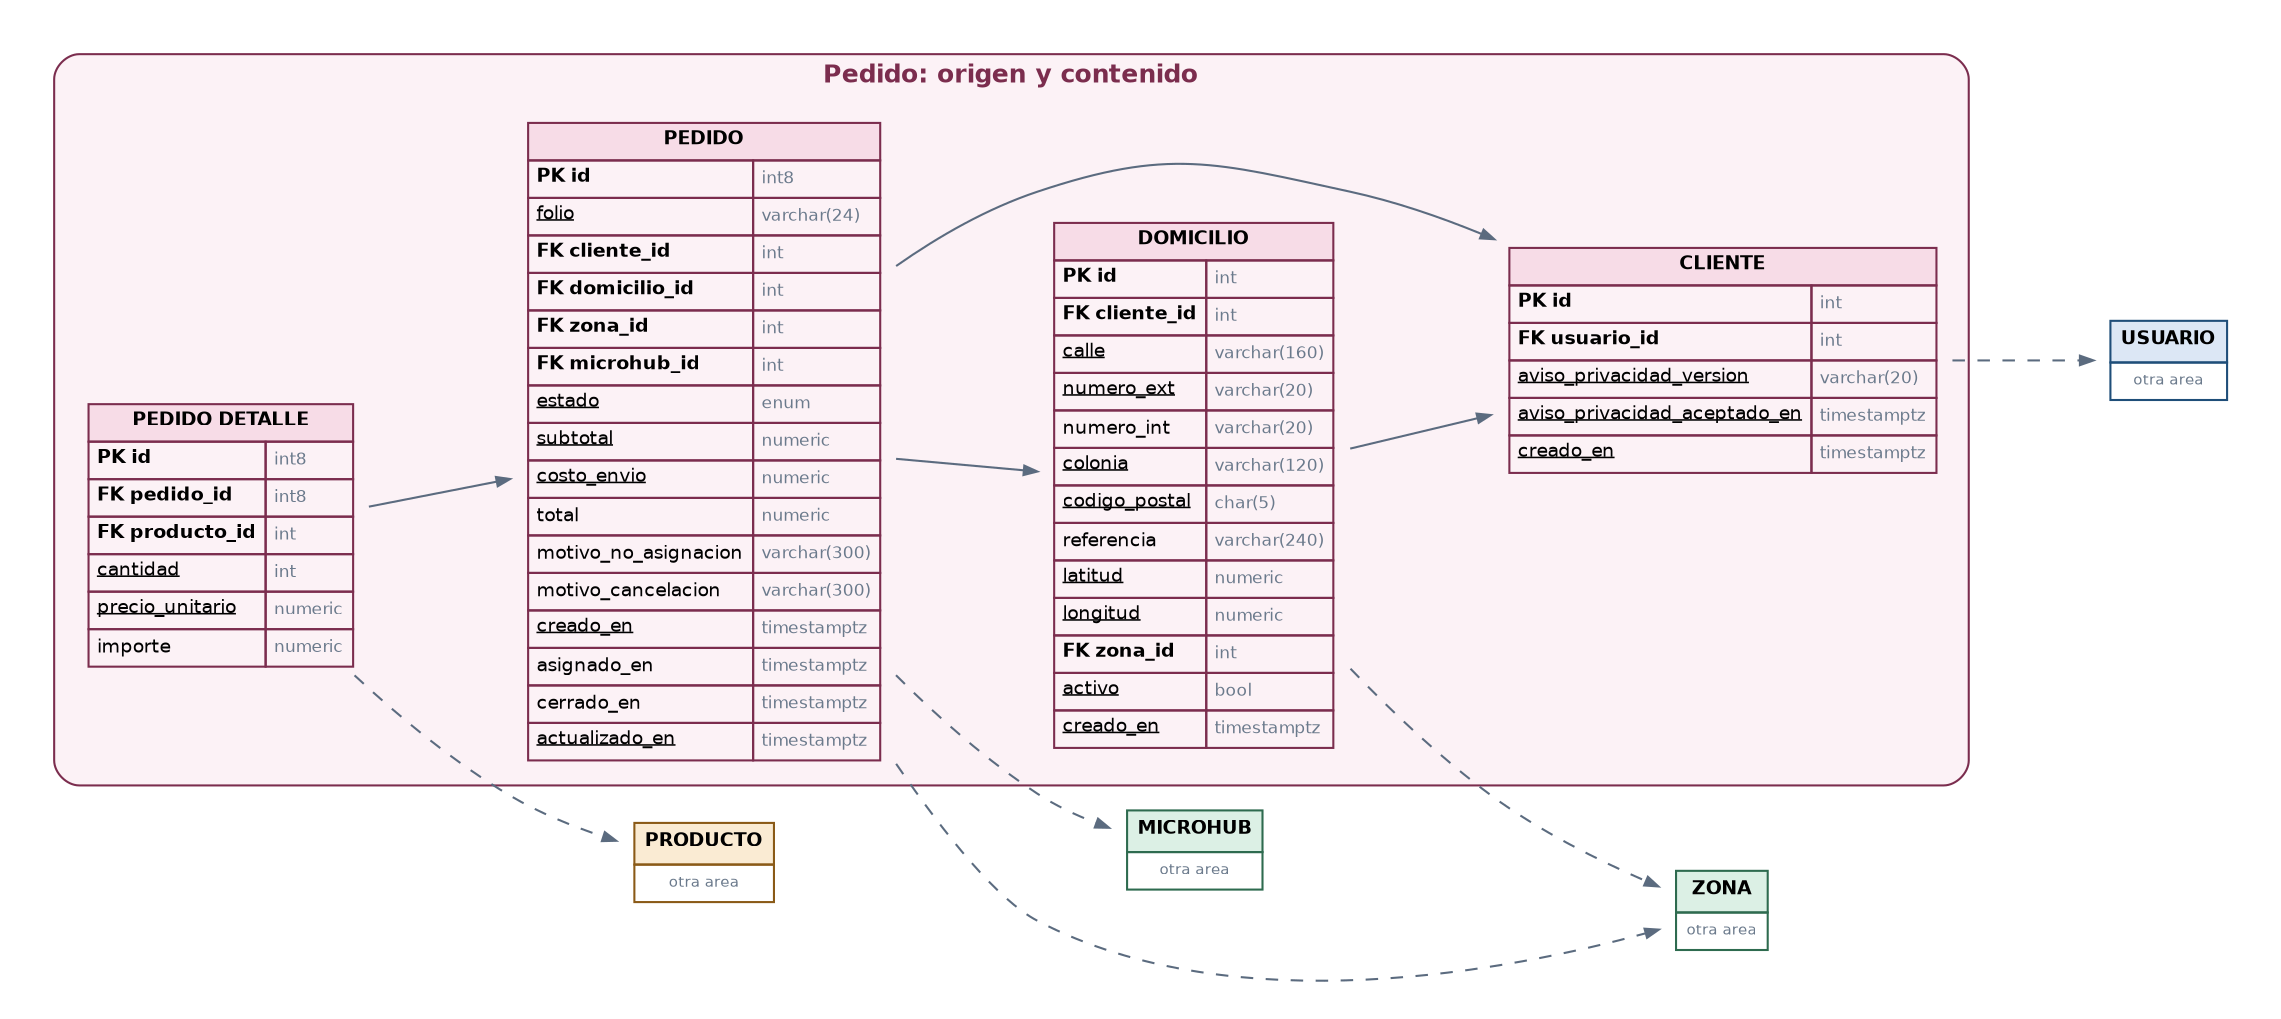 Pedido: origen y contenido
PEDIDO DETALLE
PK id int8
FK pedido_id int8
FK producto_id int
cantidad int
precio_unitario numeric
importe numeric
PEDIDO
PK id int8
folio varchar(24)
FK cliente_id int
FK domicilio_id int
FK zona_id int
FK microhub_id int
estado enum
subtotal numeric
costo_envio numeric
total numeric
motivo_no_asignacion varchar(300)
motivo_cancelacion varchar(300)
creado_en timestamptz
asignado_en timestamptz
cerrado_en timestamptz
actualizado_en timestamptz
DOMICILIO
PK id int
FK cliente_id int
calle varchar(160)
numero_ext varchar(20)
numero_int varchar(20)
colonia varchar(120)
codigo_postal char(5)
referencia varchar(240)
latitud numeric
longitud numeric
FK zona_id int
activo bool
creado_en timestamptz
CLIENTE
PK id int
FK usuario_id int
aviso_privacidad_version varchar(20)
aviso_privacidad_aceptado_en timestamptz
creado_en timestamptz
USUARIO
otra area
PRODUCTO
otra area
MICROHUB
otra area
ZONA
otra area